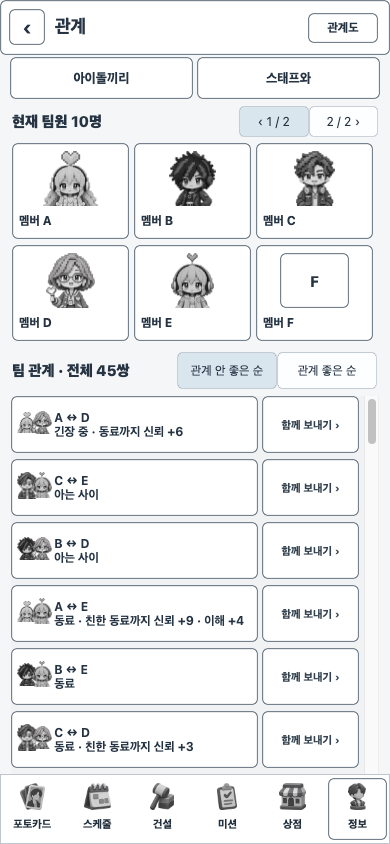 ‹ 관계 관계도
아이돌끼리 스태프와
현재 팀원 10명 ‹ 1 / 2 2 / 2 ›
멤버 A 멤버 B 멤버 C
F
멤버 D 멤버 E 멤버 F
팀 관계 · 전체 45쌍 관계 안 좋은 순 관계 좋은 순
A ↔ D
긴장 중 · 동료까지 신뢰 +6
함께 보내기 ›
C ↔ E
아는 사이
함께 보내기 ›
B ↔ D
아는 사이
함께 보내기 ›
A ↔ E
동료 · 친한 동료까지 신뢰 +9 · 이해 +4
함께 보내기 ›
B ↔ E
동료
함께 보내기 ›
C ↔ D
동료 · 친한 동료까지 신뢰 +3
함께 보내기 ›
포토카드 스케줄 건설 미션 상점 정보